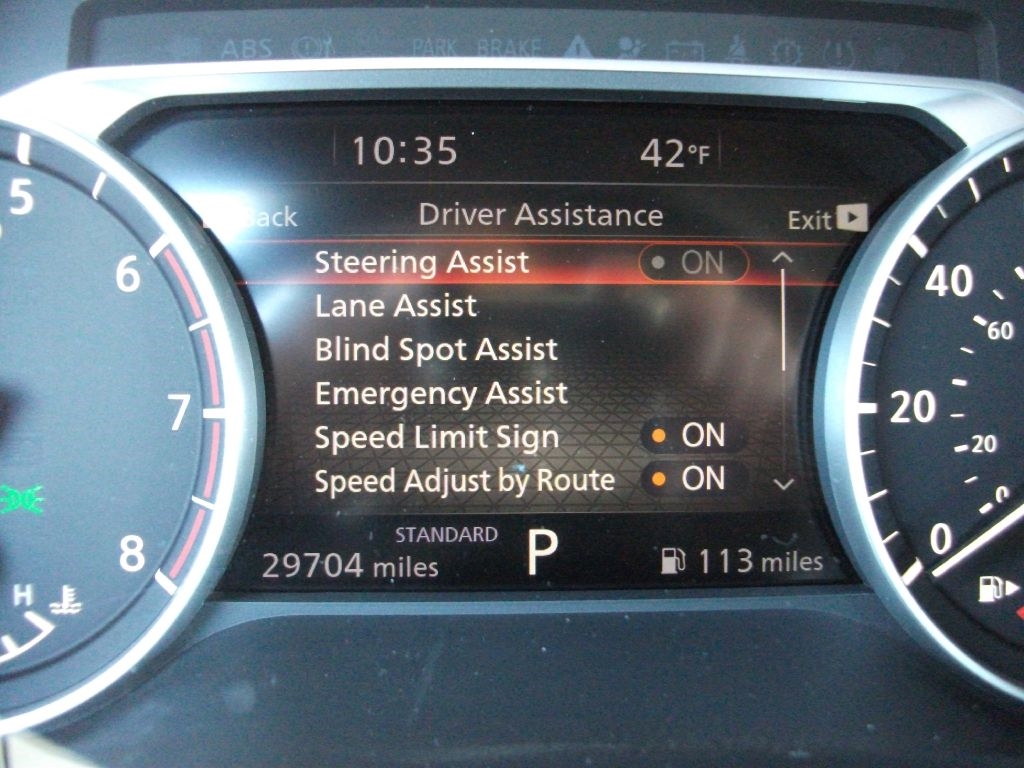 ABS PARK BRAKE
10:35 42°F
Back Driver Assistance Exit
Steering Assist ON
Lane Assist
Blind Spot Assist
Emergency Assist
Speed Limit Sign ON
Speed Adjust by Route ON
STANDARD
29704 miles P 113 miles
5
6
7
8
H
40
60
20
20
0
0